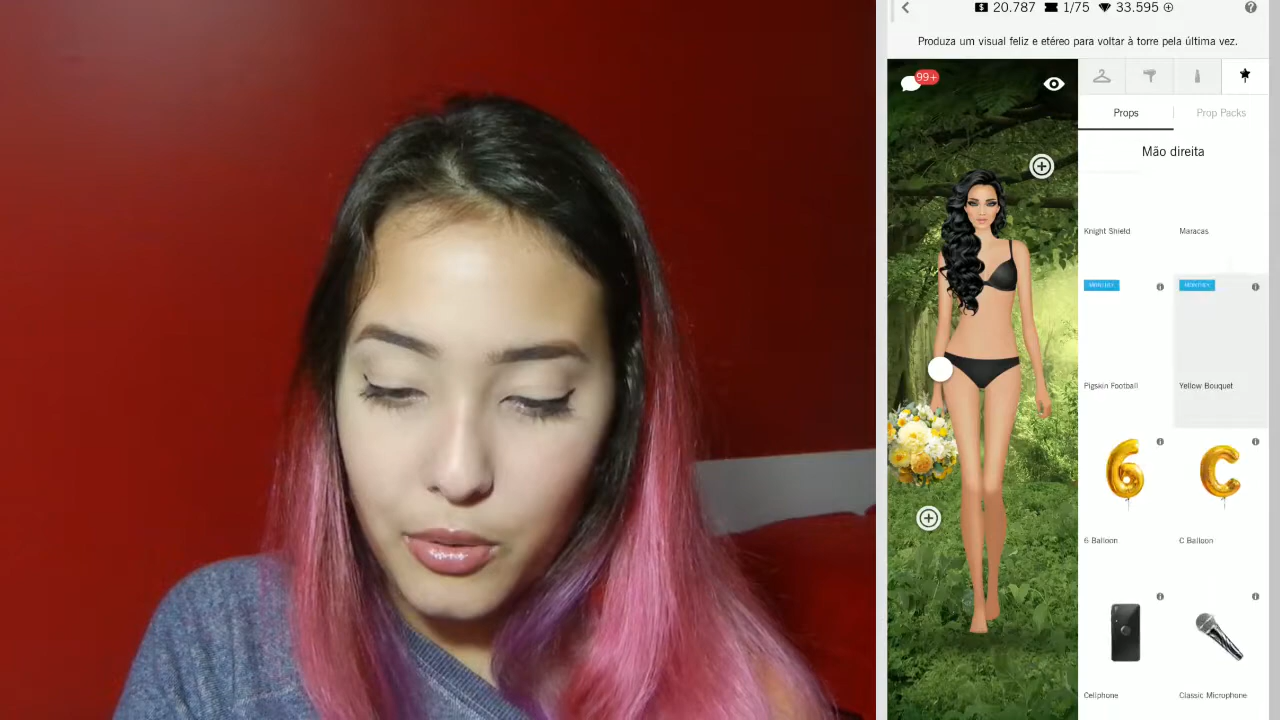 20.787 1/75 33.595
Produza um visual feliz e etéreo para voltar à torre pela última vez.
99+
Props Prop Packs
Mão direita
Knight Shield Maracas
Pigskin Football Yellow Bouquet
6 Balloon C Balloon
Cellphone Classic Microphone